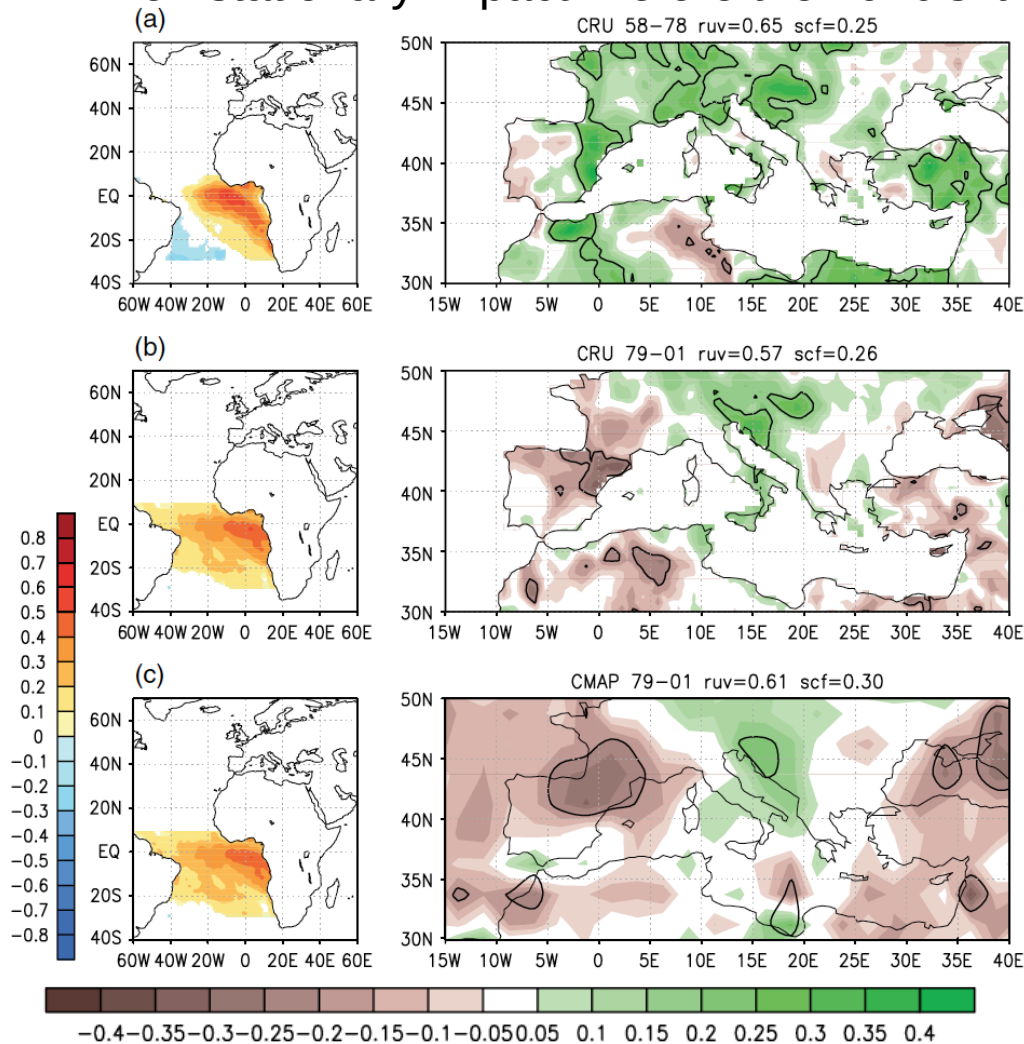 (a)
CRU 58-78 ruv=0.65 scf=0.25
60N
40N
20N
EQ
20S
40S
60W 40W 20W 0 20E 40E 60E
50N
45N
40N
35N
30N
15W 10W 5W 0 5E 10E 15E 20E 25E 30E 35E 40E
(b)
CRU 79-01 ruv=0.57 scf=0.26
60N
40N
20N
EQ
20S
40S
60W 40W 20W 0 20E 40E 60E
50N
45N
40N
35N
30N
15W 10W 5W 0 5E 10E 15E 20E 25E 30E 35E 40E
(c)
CMAP 79-01 ruv=0.61 scf=0.30
60N
40N
20N
EQ
20S
40S
60W 40W 20W 0 20E 40E 60E
50N
45N
40N
35N
30N
15W 10W 5W 0 5E 10E 15E 20E 25E 30E 35E 40E
0.8
0.7
0.6
0.5
0.4
0.3
0.2
0.1
0
-0.1
-0.2
-0.3
-0.4
-0.5
-0.6
-0.7
-0.8
-0.4 -0.35 -0.3 -0.25 -0.2 -0.15 -0.1 -0.05 0.05 0.1 0.15 0.2 0.25 0.3 0.35 0.4